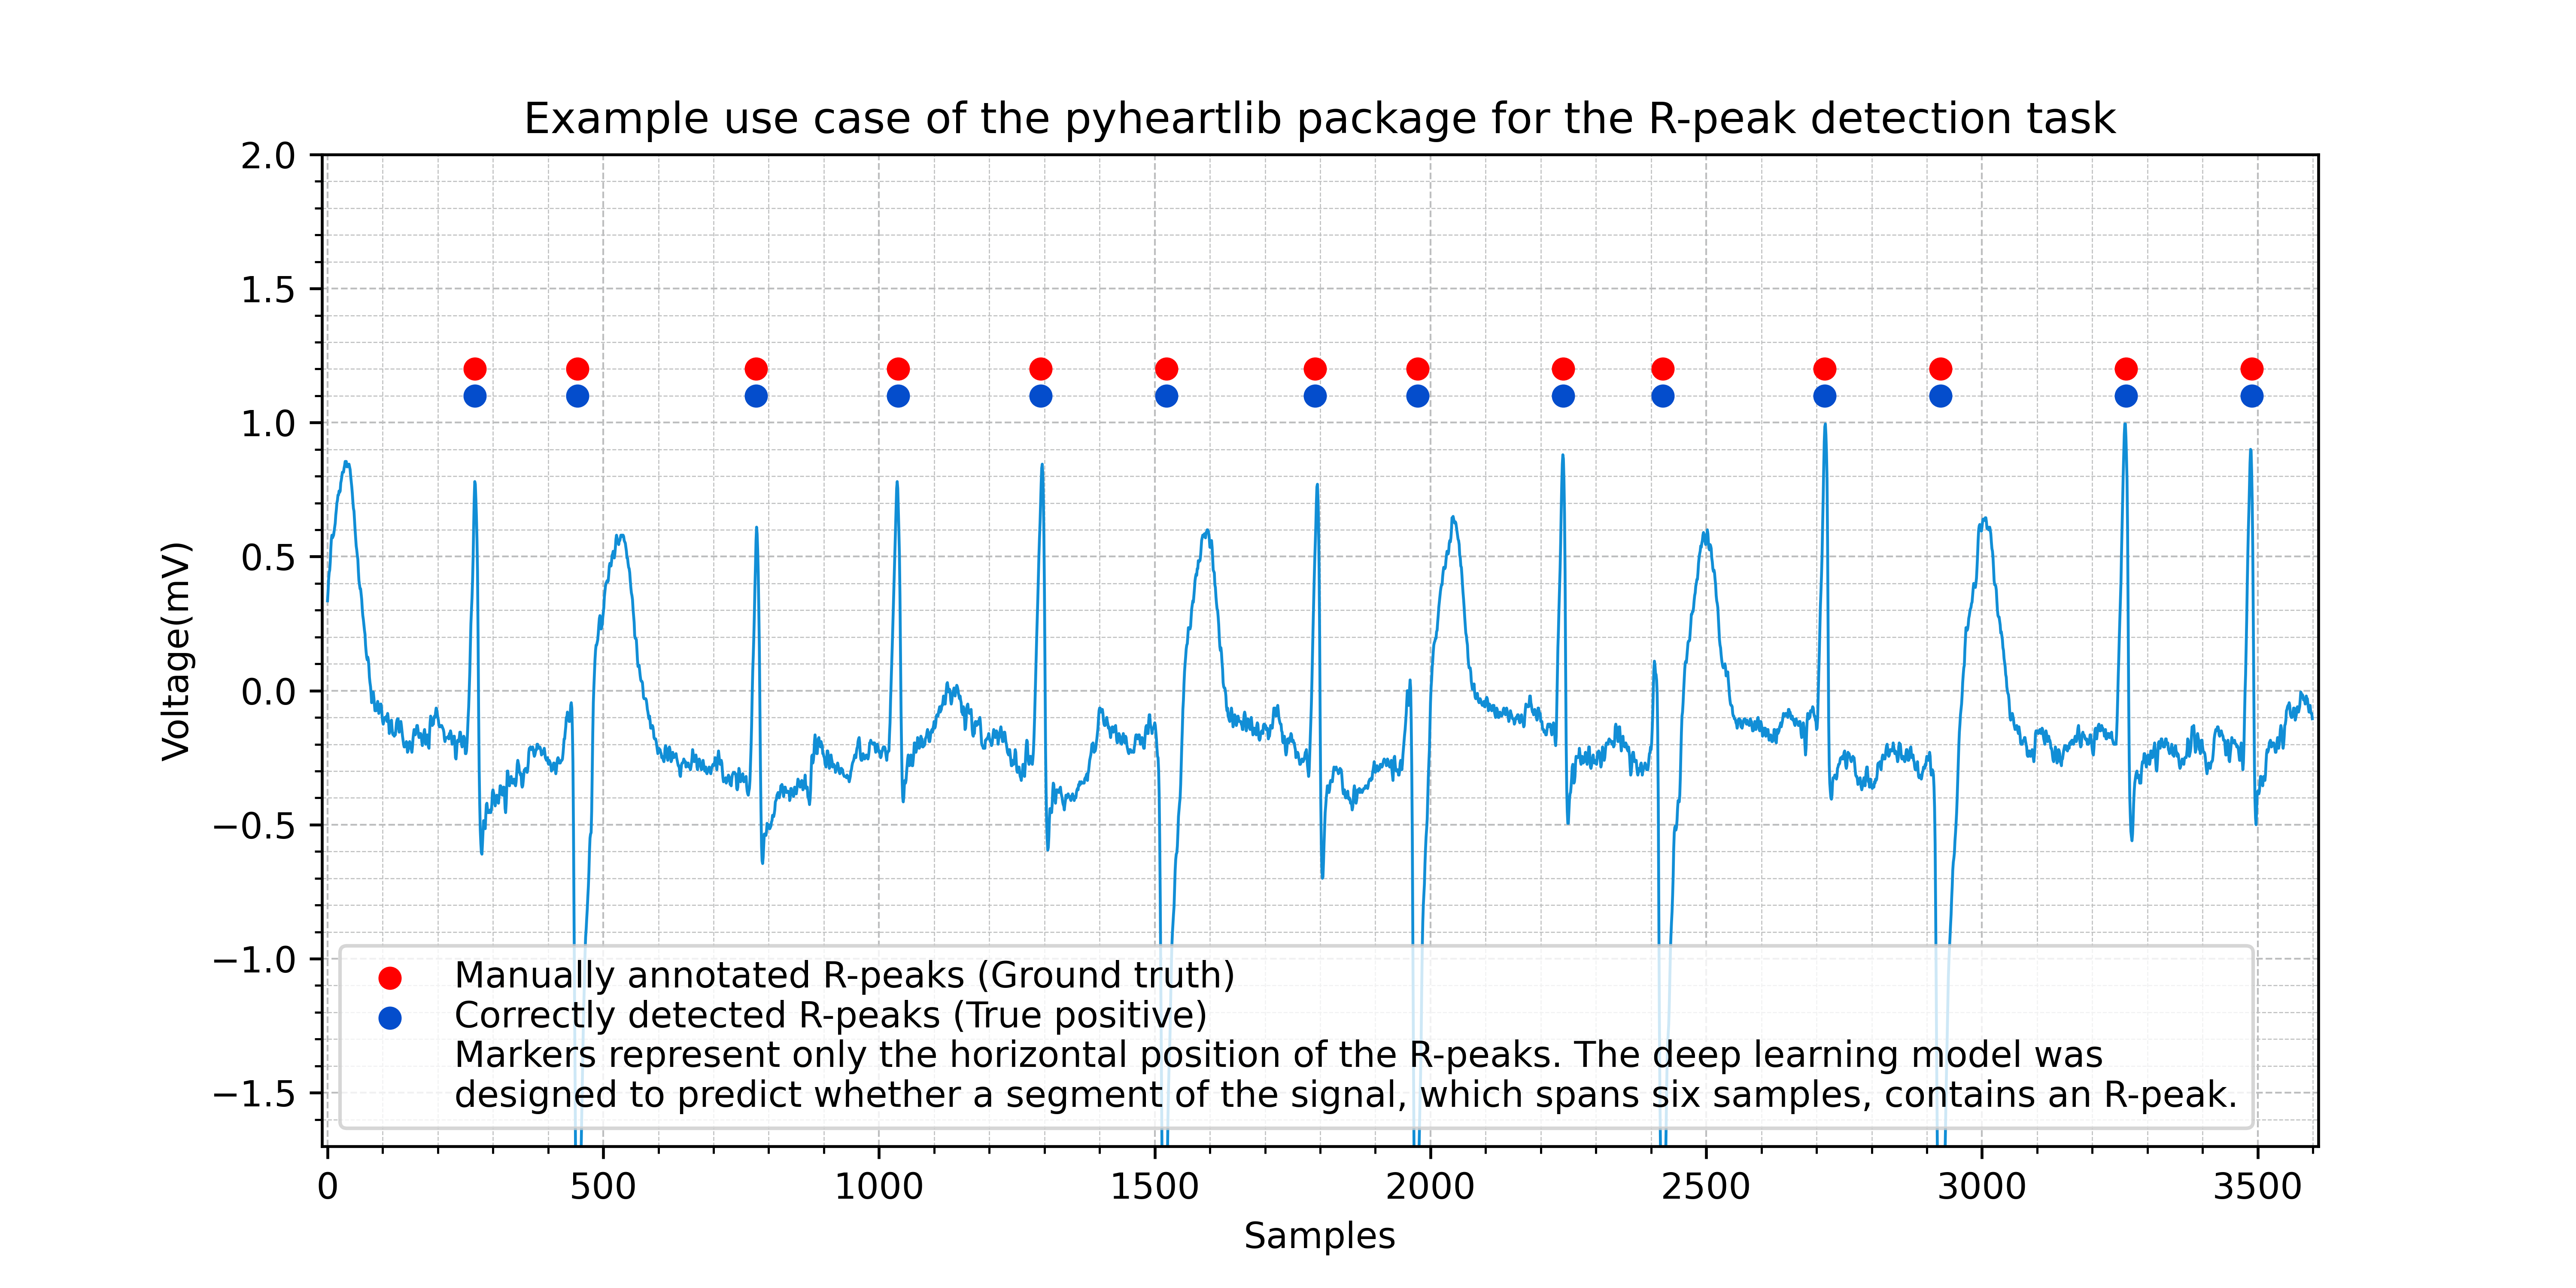 Example use case of the pyheartlib package for the R-peak detection task
2.0
1.5
1.0
0.5
0.0
−0.5
−1.0
−1.5
Voltage(mV)
Manually annotated R-peaks (Ground truth)
Correctly detected R-peaks (True positive)
Markers represent only the horizontal position of the R-peaks. The deep learning model was
designed to predict whether a segment of the signal, which spans six samples, contains an R-peak.
0 500 1000 1500 2000 2500 3000 3500
Samples